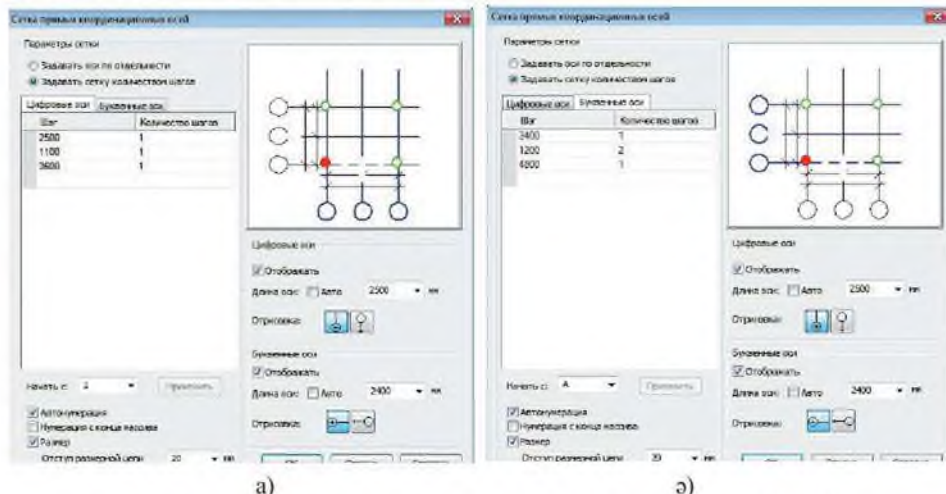 Сетка прямых координационных осей
Параметры сетки
Задавать оси по отдельности
Задавать сетку количеством шагов
Цифровые оси Буквенные оси
Шаг Количество шагов
2500 1
1100 1
3600 1
Цифровые оси
Отображать
Длина оси: Авто 2500 мм
Отрисовка:
Буквенные оси
Отображать
Длина оси: Авто 2400 мм
Отрисовка:
Начать с: 1 Применить
Автонумерация
Нумерация с конца массива
Размер
Отступ размерной цепи 20 мм
а)
Сетка прямых координационных осей
Параметры сетки
Задавать оси по отдельности
Задавать сетку количеством шагов
Цифровые оси Буквенные оси
Шаг Количество шагов
2400 1
1200 2
4800 1
Цифровые оси
Отображать
Длина оси: Авто 2500 мм
Отрисовка:
Буквенные оси
Отображать
Длина оси: Авто 2400 мм
Отрисовка:
Начать с: А Применить
Автонумерация
Нумерация с конца массива
Размер
Отступ размерной цепи 20 мм
ә)